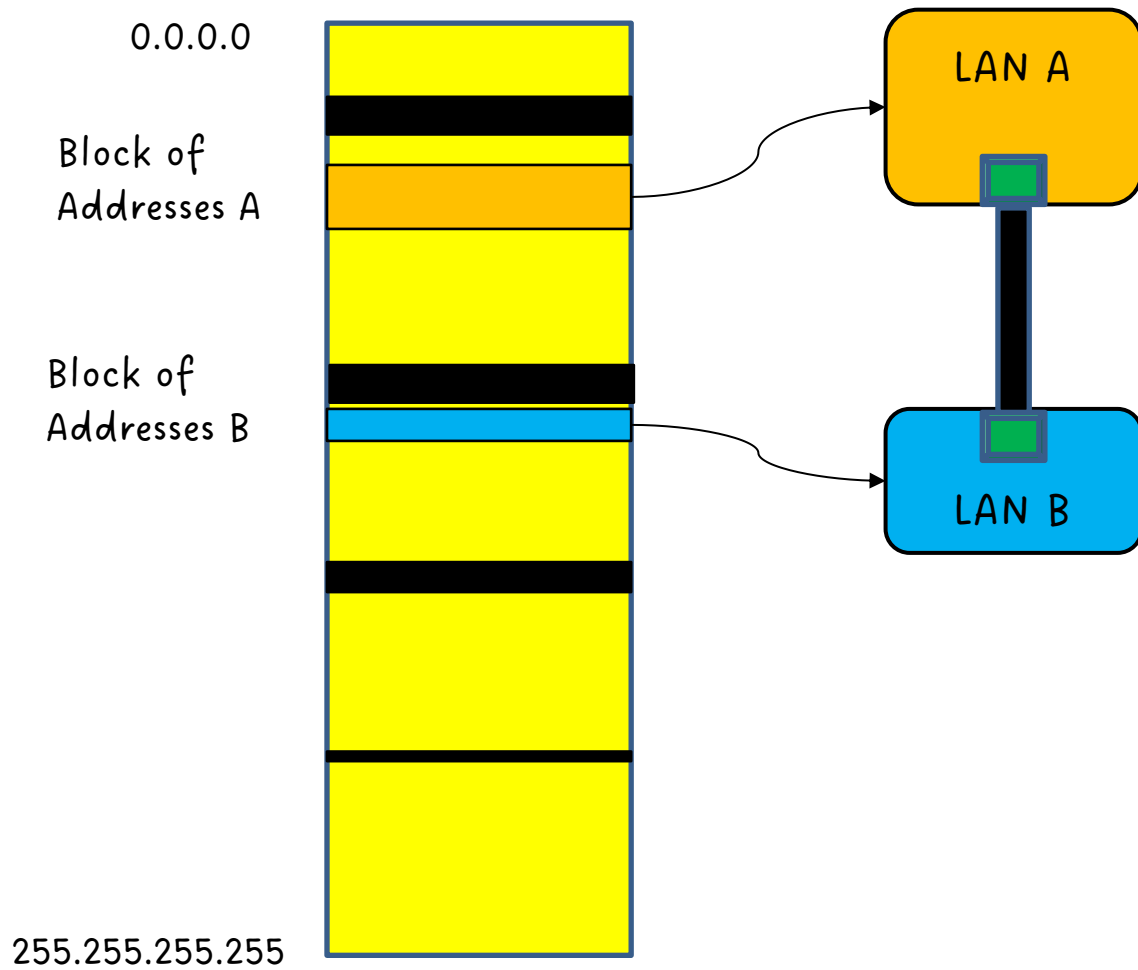 0.0.0.0
LAN A
Block of
Addresses A
Block of
Addresses B
LAN B
255.255.255.255